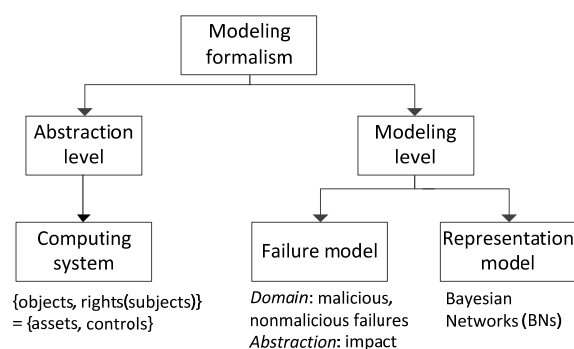 Modeling
formalism
Abstraction
level
Modeling
level
Computing
system
Failure model
Representation
model
{objects, rights(subjects)}
= {assets, controls}
Domain: malicious,
nonmalicious failures
Abstraction: impact
Bayesian
Networks (BNs)